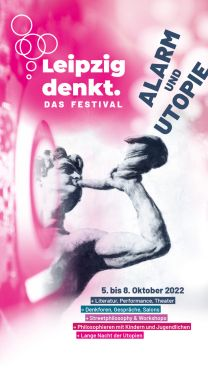 Leipzig
denkt.
DAS FESTIVAL
ALARM
UND
UTOPIE
5. bis 8. Oktober 2022
+ Literatur, Performance, Theater
+ Denkforen, Gespräche, Salons
+ Streetphilosophy & Workshops
+ Philosophieren mit Kindern und Jugendlichen
+ Lange Nacht der Utopien